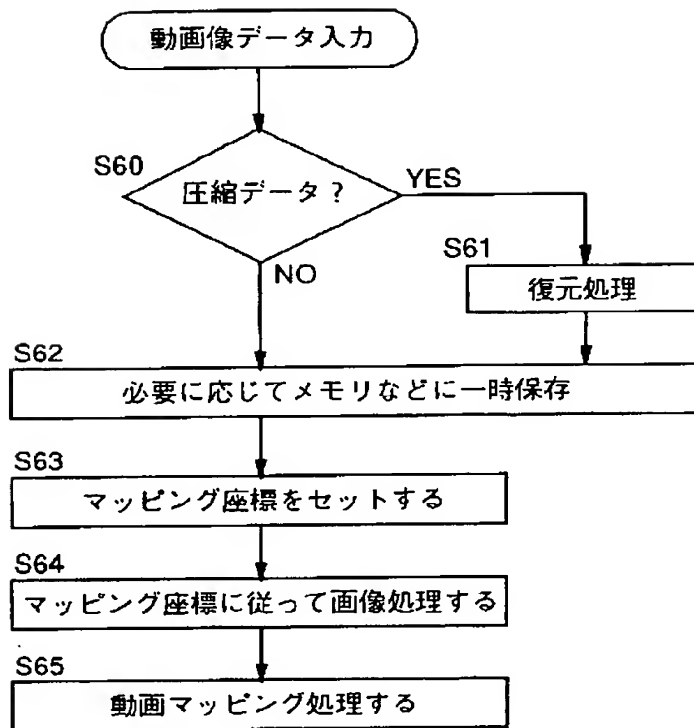 動画像データ入力
S60
圧縮データ?
YES
NO
S61
復元処理
S62
必要に応じてメモリなどに一時保存
S63
マッピング座標をセットする
S64
マッピング座標に従って画像処理する
S65
動画マッピング処理する